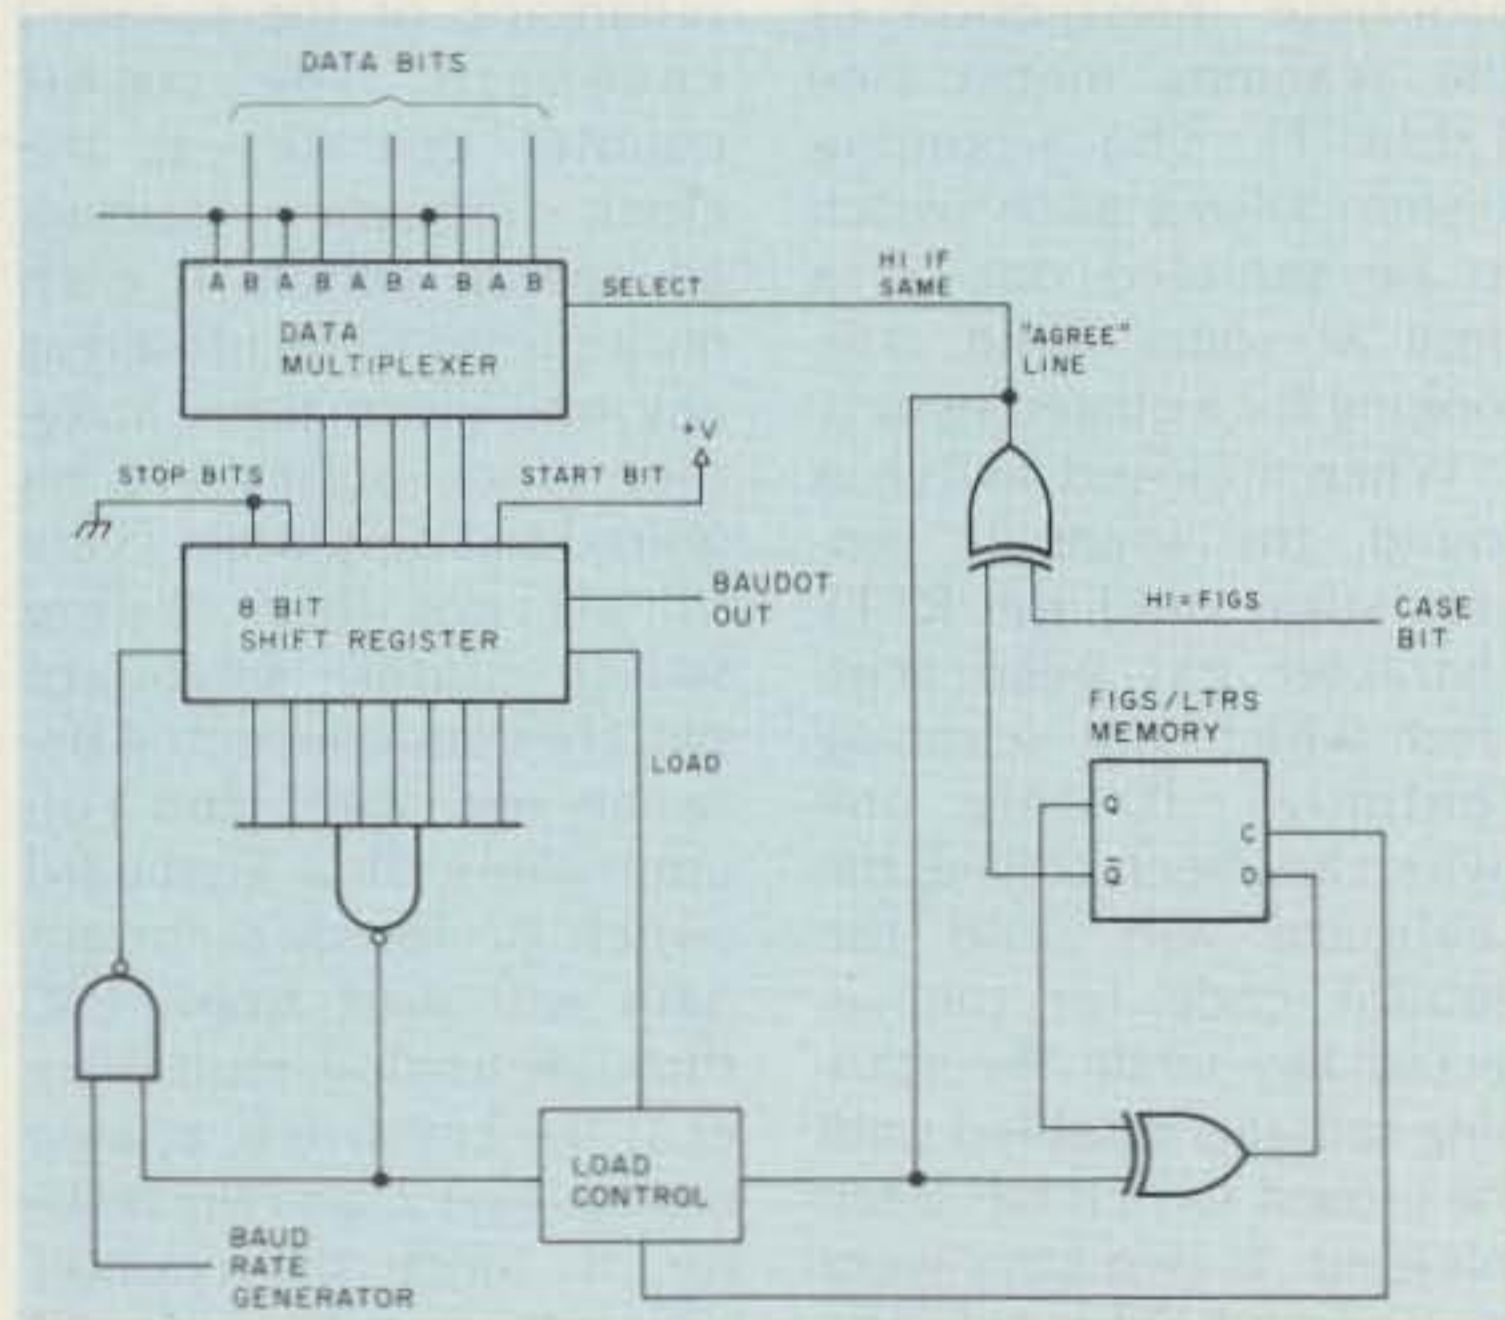 DATA BITS
A B A B A B A B A B
DATA
MULTIPLEXER
SELECT
HI IF
SAME
"AGREE"
LINE
+V
STOP BITS
START BIT
8 BIT
SHIFT REGISTER
BAUDOT
OUT
HI = FIGS
CASE
BIT
FIGS/LTRS
MEMORY
LOAD
Q
C
Q̅
D
LOAD
CONTROL
BAUD
RATE
GENERATOR